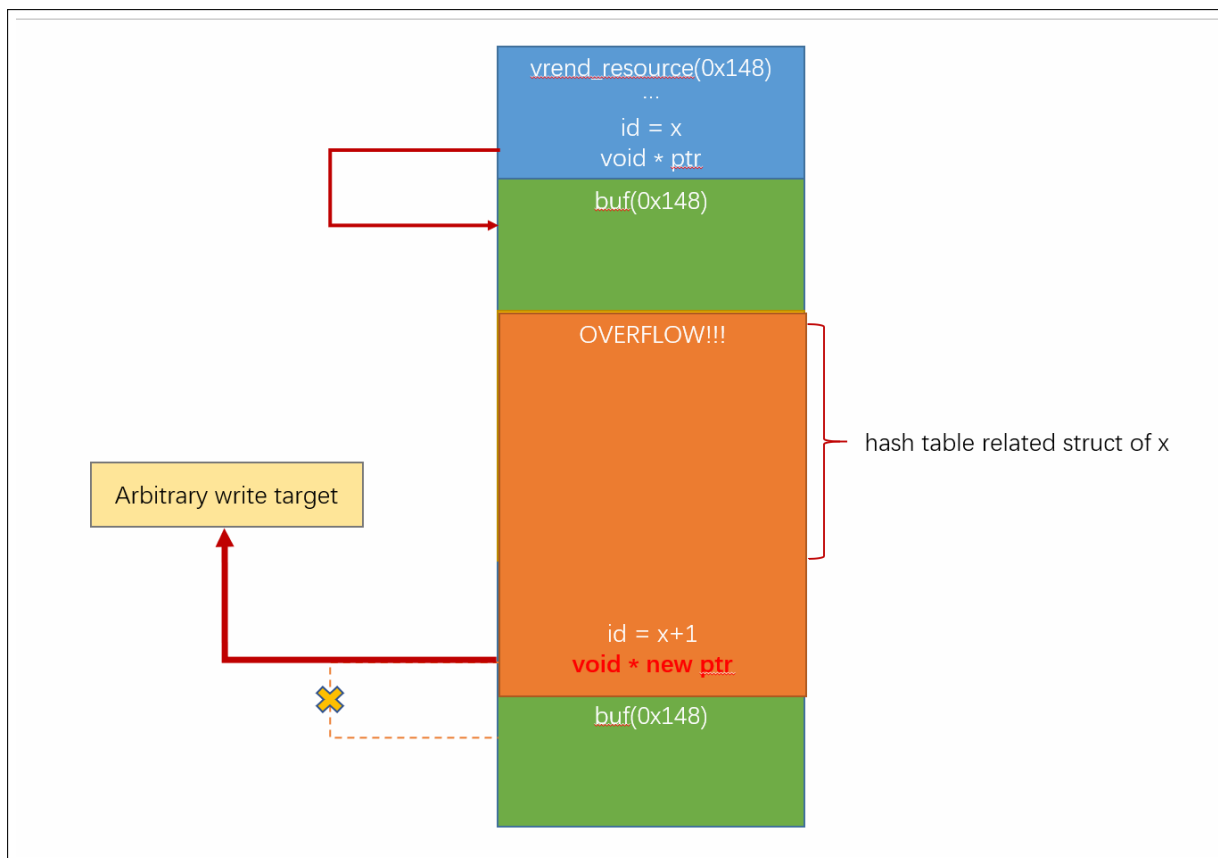 vrend_resource(0x148)
...
id = x
void * ptr
buf(0x148)
OVERFLOW!!!
hash table related struct of x
Arbitrary write target
id = x+1
void * new ptr
buf(0x148)